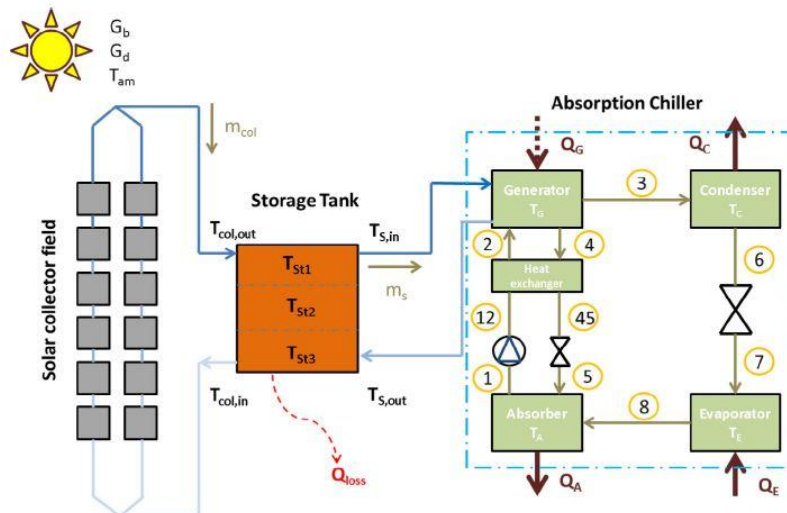 G_b
G_d
T_am
m_col
Solar collector field
Storage Tank
T_col,out
T_S,in
T_St1
T_St2
T_St3
m_s
T_col,in
T_S,out
Q_loss
Absorption Chiller
Q_G
Q_C
Generator
T_G
3
Condenser
T_C
2
4
6
Heat
exchanger
12
45
7
1
5
Absorber
T_A
8
Evaporator
T_E
Q_A
Q_E